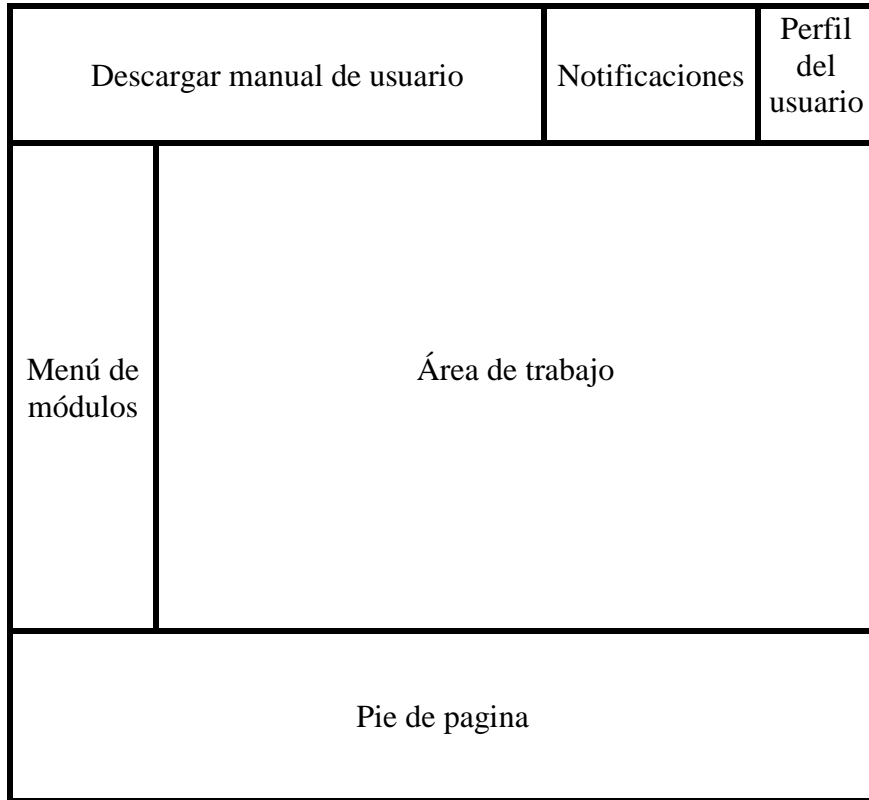 Descargar manual de usuario
Notificaciones
Perfil
del
usuario
Menú de
módulos
Área de trabajo
Pie de pagina